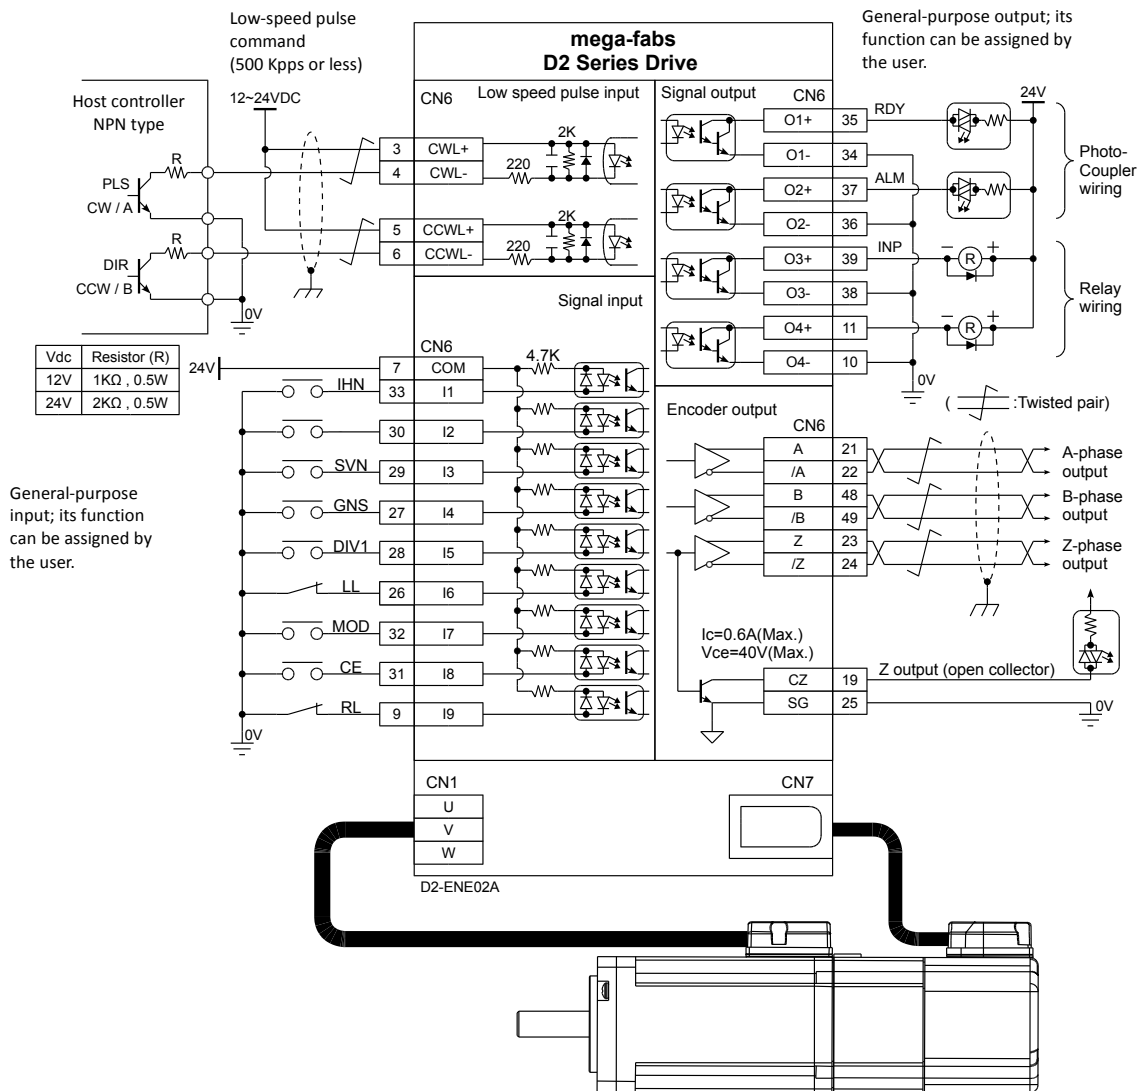 Low-speed pulse
command
(500 Kpps or less)
mega-fabs
D2 Series Drive
General-purpose output; its
function can be assigned by
the user.
Host controller
NPN type
12~24VDC
R
PLS
CW / A
R
DIR
CCW / B
0V
CN6 Low speed pulse input
3 CWL+
4 CWL-
2K
220
5 CCWL+
6 CCWL-
2K
220
Signal output CN6
O1+ 35 RDY
O1- 34
O2+ 37 ALM
O2- 36
O3+ 39 INP
O3- 38
O4+ 11
O4- 10
24V
R
R
0V
Photo-
Coupler
wiring
Relay
wiring
( :Twisted pair)
Vdc Resistor (R)
12V 1KΩ , 0.5W
24V 2KΩ , 0.5W
Signal input
CN6
24V 7 COM 4.7K
IHN 33 I1
30 I2
SVN 29 I3
GNS 27 I4
DIV1 28 I5
LL 26 I6
MOD 32 I7
CE 31 I8
RL 9 I9
0V
General-purpose
input; its function
can be assigned by
the user.
Encoder output
CN6
A 21
/A 22
B 48
/B 49
Z 23
/Z 24
A-phase
output
B-phase
output
Z-phase
output
Ic=0.6A(Max.)
Vce=40V(Max.)
CZ 19 Z output (open collector)
SG 25
0V
CN1
U
V
W
CN7
D2-ENE02A